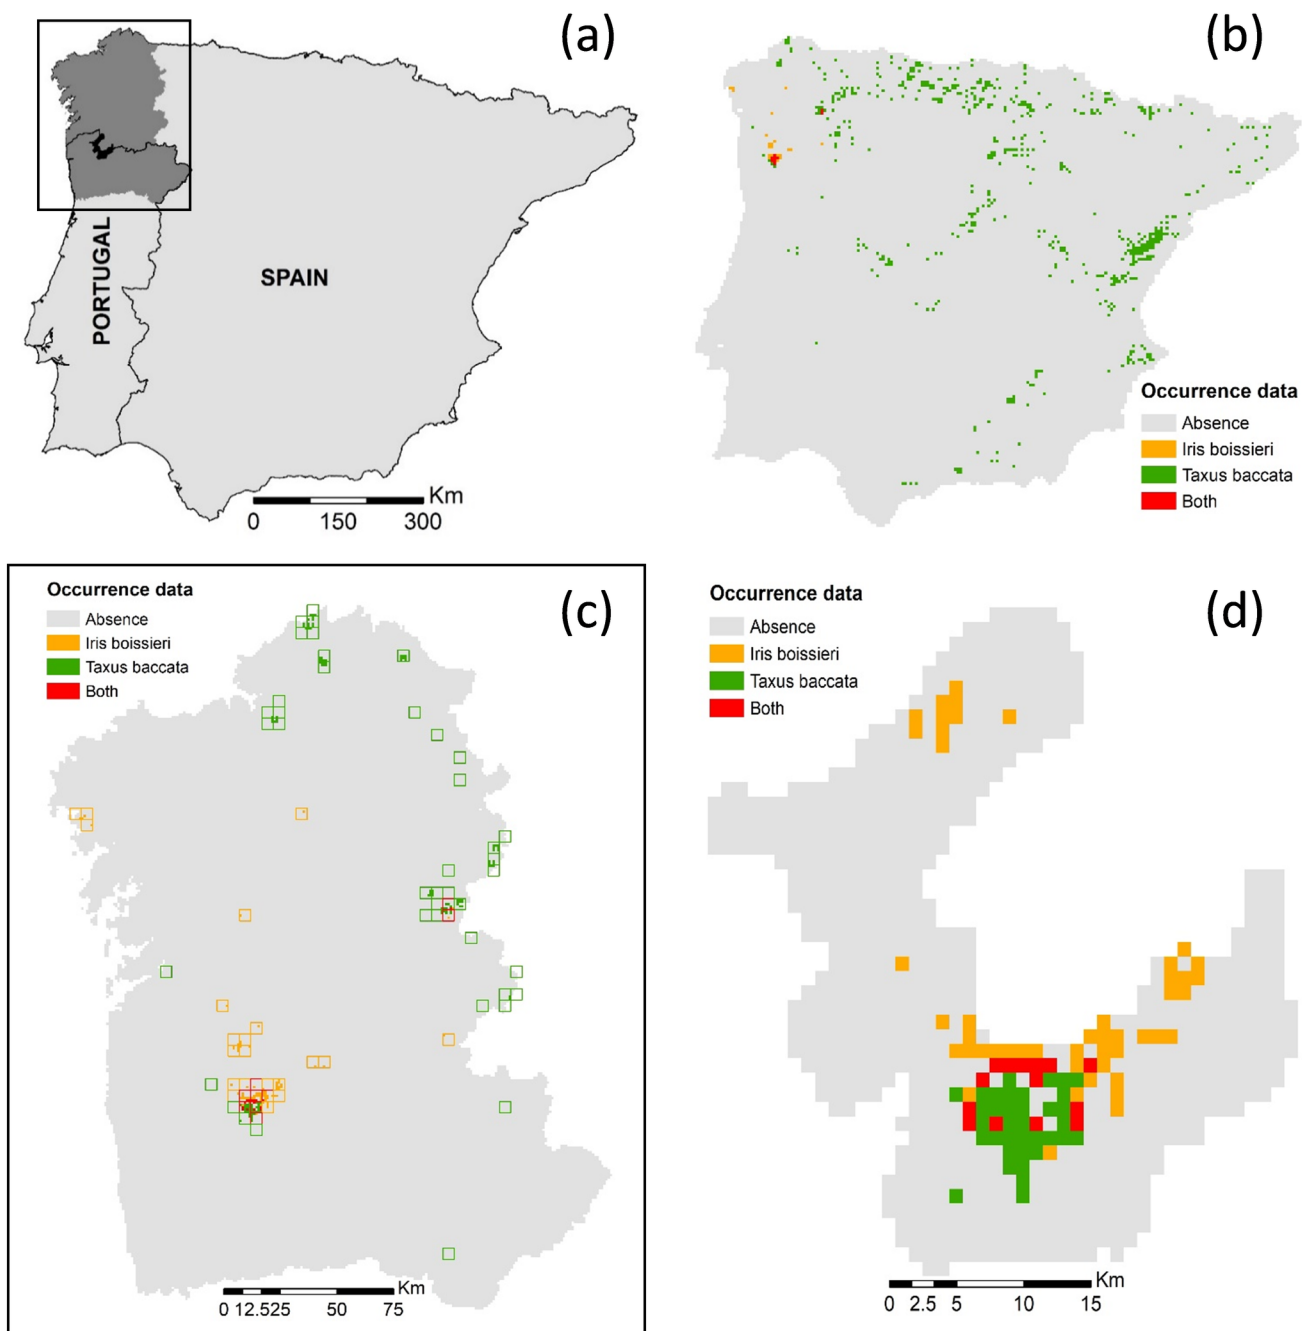 (a)
PORTUGAL
SPAIN
Km
0 150 300
(b)
Occurrence data
Absence
Iris boissieri
Taxus baccata
Both
(c)
Occurrence data
Absence
Iris boissieri
Taxus baccata
Both
Km
0 12.525 50 75
(d)
Occurrence data
Absence
Iris boissieri
Taxus baccata
Both
Km
0 2.5 5 10 15